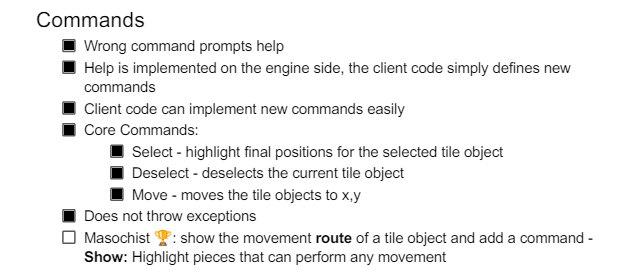 Commands
Wrong command prompts help
Help is implemented on the engine side, the client code simply defines new
commands
Client code can implement new commands easily
Core Commands:
Select - highlight final positions for the selected tile object
Deselect - deselects the current tile object
Move - moves the tile objects to x,y
Does not throw exceptions
Masochist 🏆: show the movement route of a tile object and add a command -
Show: Highlight pieces that can perform any movement